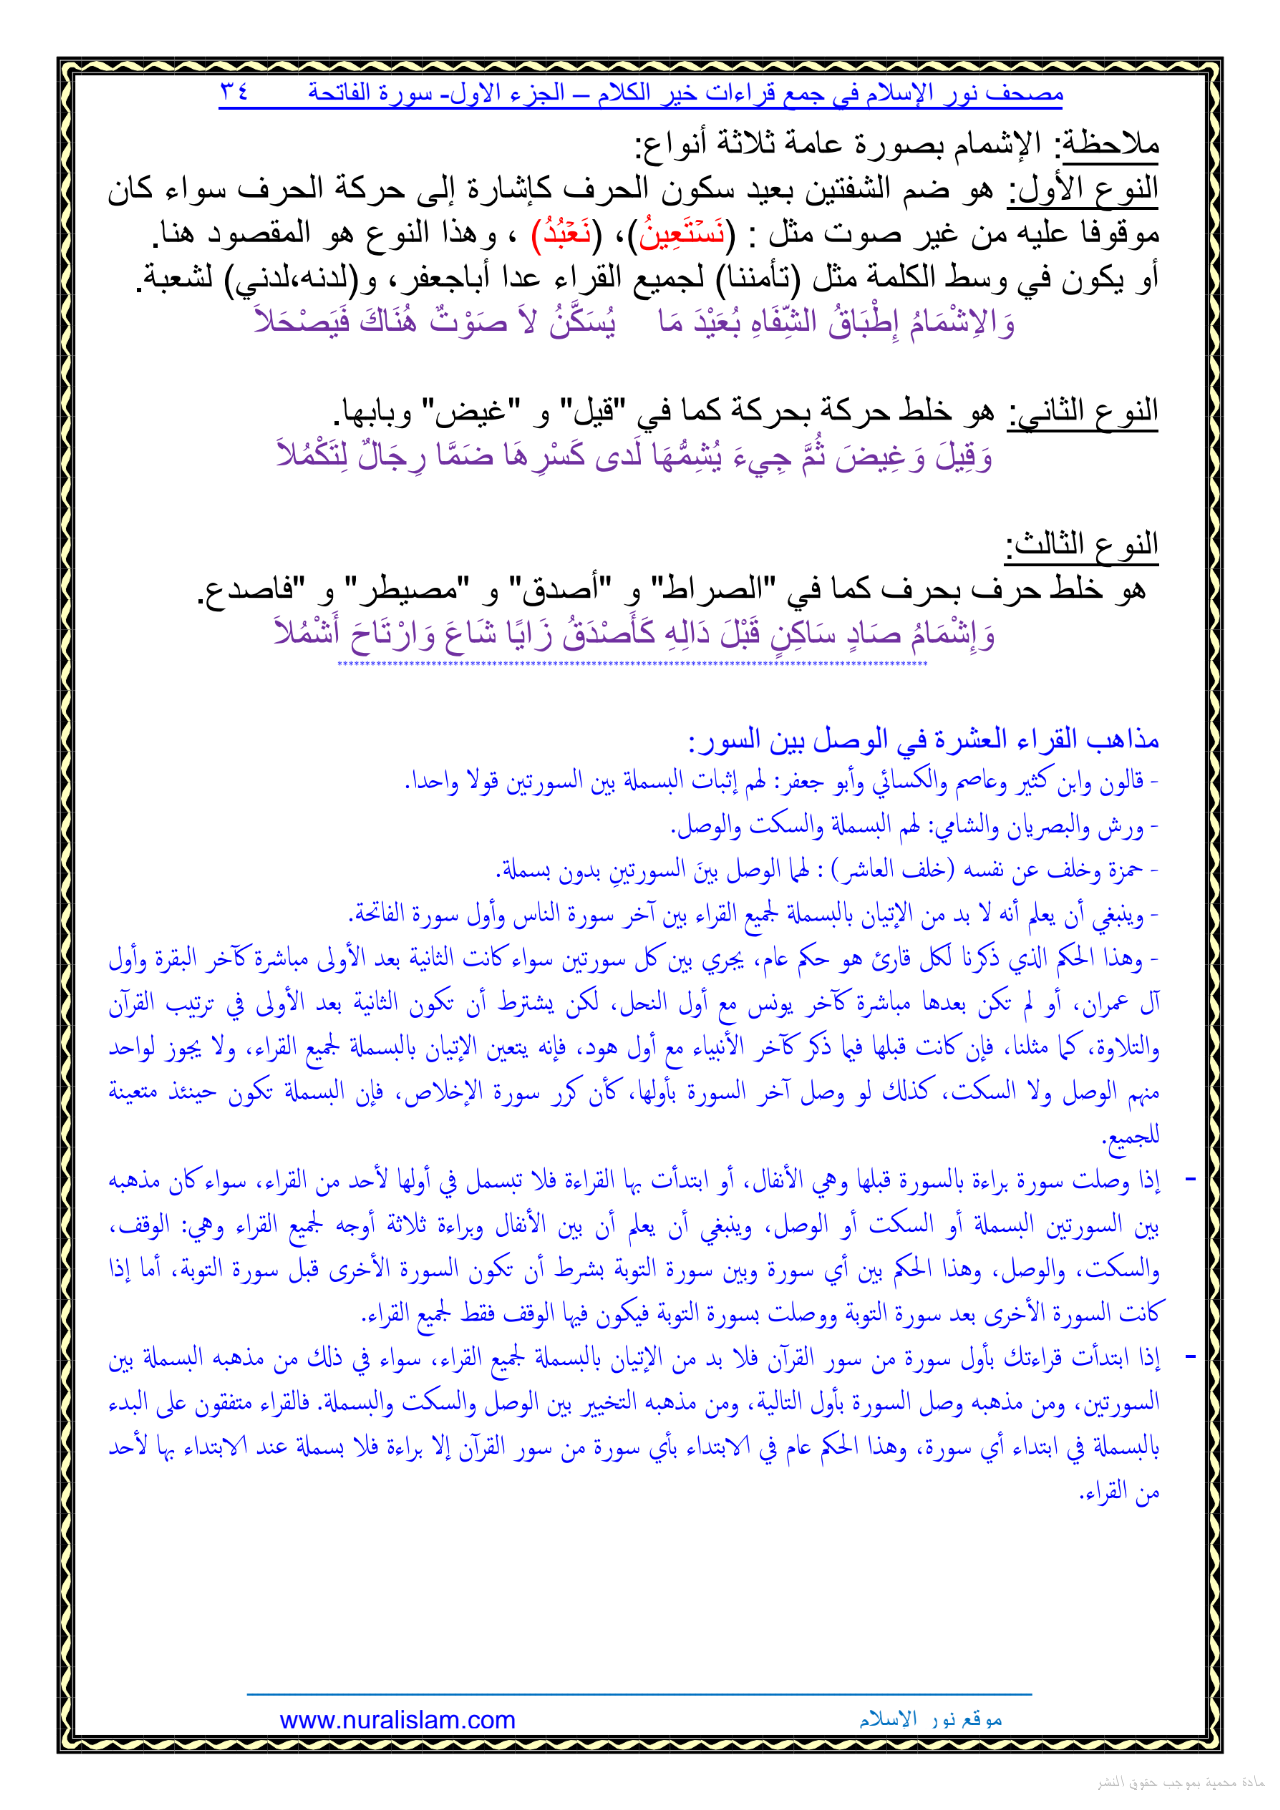 مصحف نور الإسلام في جمع قراءات خير الكلام – الجزء الاول- سورة الفاتحة ٣٤
ملاحظة: الإشمام بصورة عامة ثلاثة أنواع:
النوع الأول: هو ضم الشفتين بعيد سكون الحرف كإشارة إلى حركة الحرف سواء كان
موقوفا عليه من غير صوت مثل : (نَسْتَعِينُ)، (نَعْبُدُ) ، وهذا النوع هو المقصود هنا.
أو يكون في وسط الكلمة مثل (تأمننا) لجميع القراء عدا أباجعفر، و(لدنه،لدني) لشعبة.
وَالاِشْمَامُ إِطْبَاقُ الشِّفَاهِ بُعَيْدَ مَا يُسَكَّنُ لاَ صَوْتٌ هُنَاكَ فَيَصْحَلاَ
النوع الثاني: هو خلط حركة بحركة كما في "قيل" و "غيض" وبابها.
وَقِيلَ وَغِيضَ ثُمَّ جِيءَ يُشِمُّهَا لَدى كَسْرِهَا ضَمَّا رِجَالٌ لِتَكْمُلاَ
النوع الثالث:
هو خلط حرف بحرف كما في "الصراط" و "أصدق" و "مصيطر" و "فاصدع.
وَإِشْمَامُ صَادٍ سَاكِنٍ قَبْلَ دَالِهِ كَأَصْدَقُ زَايًا شَاعَ وَارْتَاحَ أَشْمُلاَ
مذاهب القراء العشرة في الوصل بين السور:
- قالون وابن كثير وعاصم والكسائي وأبو جعفر: لهم إثبات البسملة بين السورتين قولا واحدا.
- ورش والبصريان والشامي: لهم البسملة والسكت والوصل.
- حمزة وخلف عن نفسه (خلف العاشر) : لهما الوصل بينَ السورتينِ بدون بسملة.
- وينبغي أن يعلم أنه لا بد من الإتيان بالبسملة لجميع القراء بين آخر سورة الناس وأول سورة الفاتحة.
- وهذا الحكم الذي ذكرنا لكل قارئ هو حكم عام، يجري بين كل سورتين سواء كانت الثانية بعد الأولى مباشرة كآخر البقرة وأول
آل عمران، أو لم تكن بعدها مباشرة كآخر يونس مع أول النحل، لكن يشترط أن تكون الثانية بعد الأولى في ترتيب القرآن
والتلاوة، كما مثلنا، فإن كانت قبلها فيما ذكر كآخر الأنبياء مع أول هود، فإنه يتعين الإتيان بالبسملة لجميع القراء، ولا يجوز لواحد
منهم الوصل ولا السكت، كذلك لو وصل آخر السورة بأولها، كأن كرر سورة الإخلاص، فإن البسملة تكون حينئذ متعينة
للجميع.
- إذا وصلت سورة براءة بالسورة قبلها وهي الأنفال، أو ابتدأت بها القراءة فلا تبسمل في أولها لأحد من القراء، سواء كان مذهبه
بين السورتين البسملة أو السكت أو الوصل، وينبغي أن يعلم أن بين الأنفال وبراءة ثلاثة أوجه لجميع القراء وهي: الوقف،
والسكت، والوصل، وهذا الحكم بين أي سورة وبين سورة التوبة بشرط أن تكون السورة الأخرى قبل سورة التوبة، أما إذا
كانت السورة الأخرى بعد سورة التوبة ووصلت بسورة التوبة فيكون فيها الوقف فقط لجميع القراء.
- إذا ابتدأت قراءتك بأول سورة من سور القرآن فلا بد من الإتيان بالبسملة لجميع القراء، سواء في ذلك من مذهبه البسملة بين
السورتين، ومن مذهبه وصل السورة بأول التالية، ومن مذهبه التخيير بين الوصل والسكت والبسملة. فالقراء متفقون على البدء
بالبسملة في ابتداء أي سورة، وهذا الحكم عام في الابتداء بأي سورة من سور القرآن إلا براءة فلا بسملة عند الابتداء بها لأحد
من القراء.
موقع نور الاسلام www.nuralislam.com
مادة محمية بموجب حقوق النشر